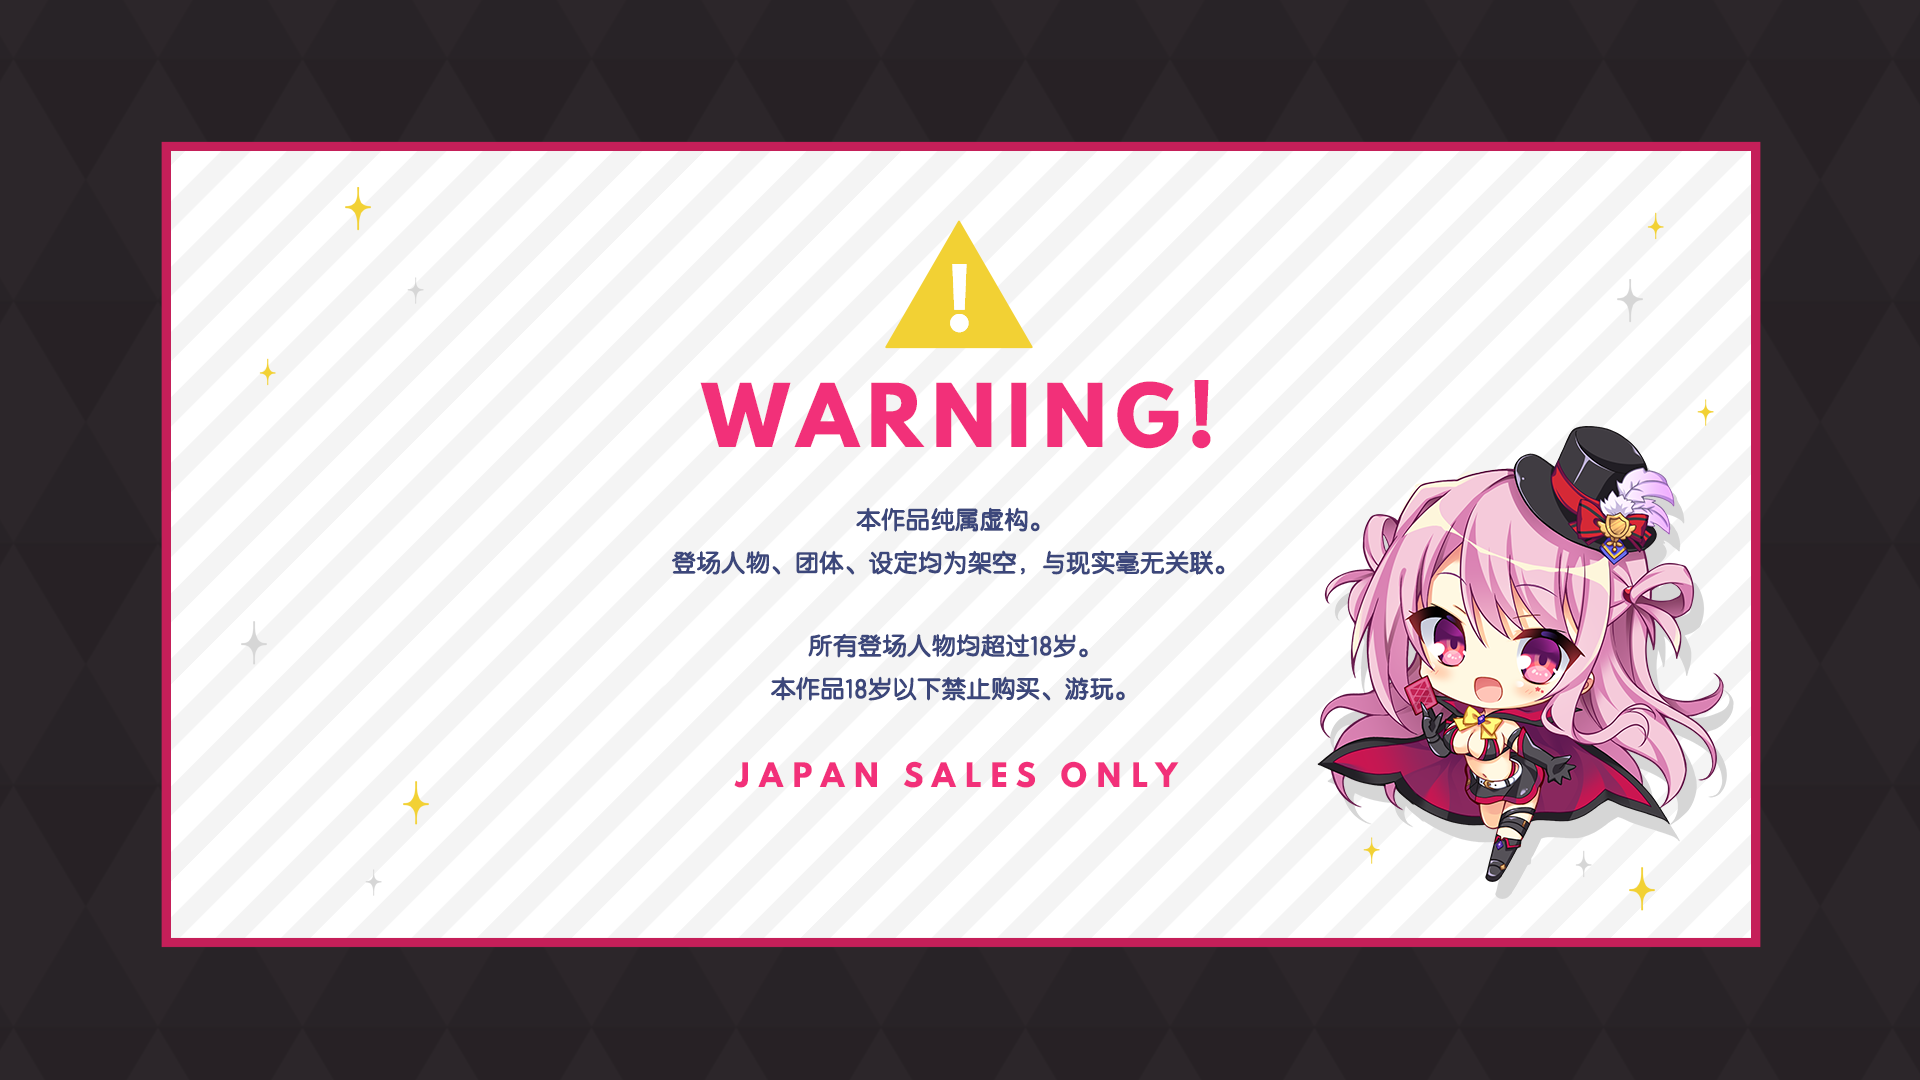 WARNING!
本作品纯属虚构。
登场人物、团体、设定均为架空，与现实毫无关联。
所有登场人物均超过18岁。
本作品18岁以下禁止购买、游玩。
JAPAN SALES ONLY